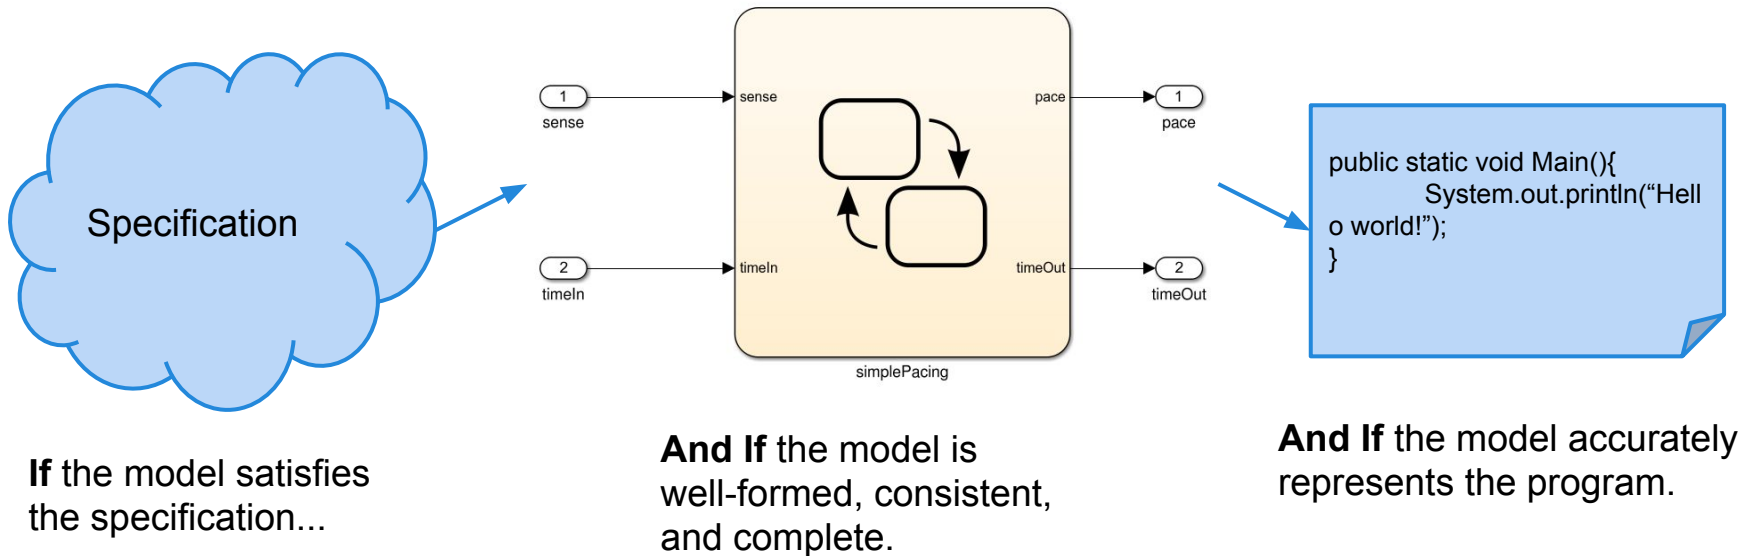 Specification
1
sense
2
timeIn
sense
timeIn
pace
timeOut
simplePacing
1
pace
2
timeOut
public static void Main(){
System.out.println(“Hell
o world!”);
}
If the model satisfies
the specification...
And If the model is
well-formed, consistent,
and complete.
And If the model accurately
represents the program.